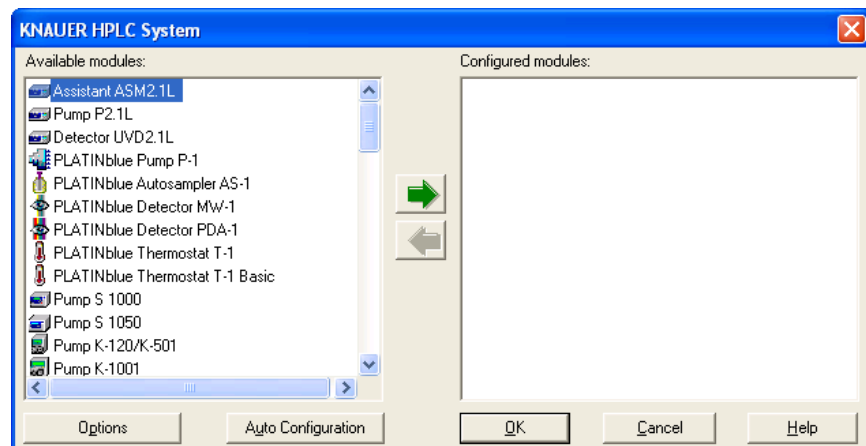 KNAUER HPLC System
Available modules:
Configured modules:
Assistant ASM2.1L
Pump P2.1L
Detector UVD2.1L
PLATINblue Pump P-1
PLATINblue Autosampler AS-1
PLATINblue Detector MW-1
PLATINblue Detector PDA-1
PLATINblue Thermostat T-1
PLATINblue Thermostat T-1 Basic
Pump S 1000
Pump S 1050
Pump K-120/K-501
Pump K-1001
Options
Auto Configuration
OK
Cancel
Help